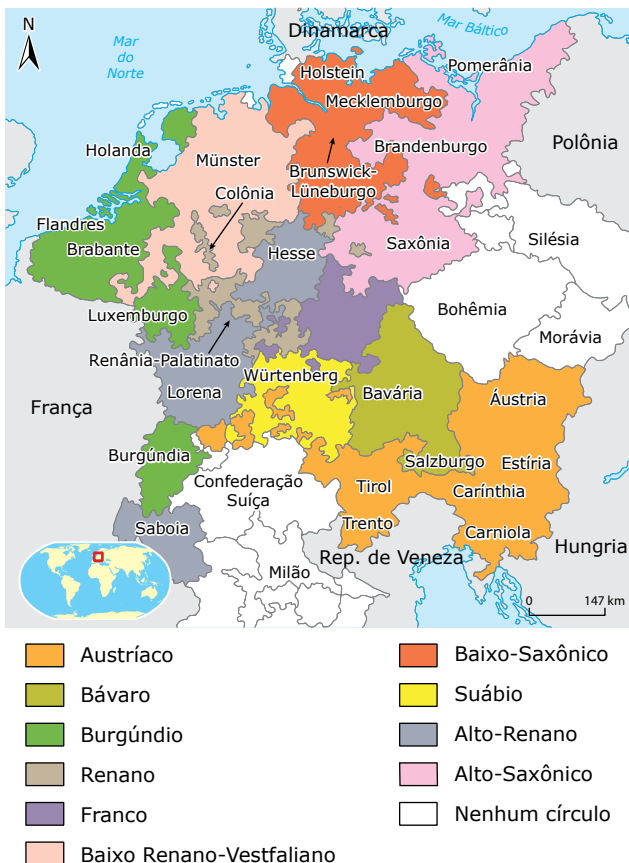 N
Mar
do
Norte
Dinamarca
Mar Báltico
Holstein
Pomerânia
Mecklemburgo
Holanda
Münster
Brandenburgo
Polônia
Brunswick-
Lüneburgo
Colônia
Flandres
Brabante
Hesse
Saxônia
Silésia
Luxemburgo
Boêmia
Morávia
Renânia-Palatinato
Würtenberg
Lorena
Bavária
Áustria
França
Burgúndia
Salzburgo
Estíria
Confederação
Suíça
Tirol
Carínthia
Saboia
Trento
Carniola
Rep. de Veneza
Hungria
Milão
0 147 km
Austríaco
Bávaro
Burgúndio
Renano
Franco
Baixo Renano-Vestfaliano
Baixo-Saxônico
Suábio
Alto-Renano
Alto-Saxônico
Nenhum círculo